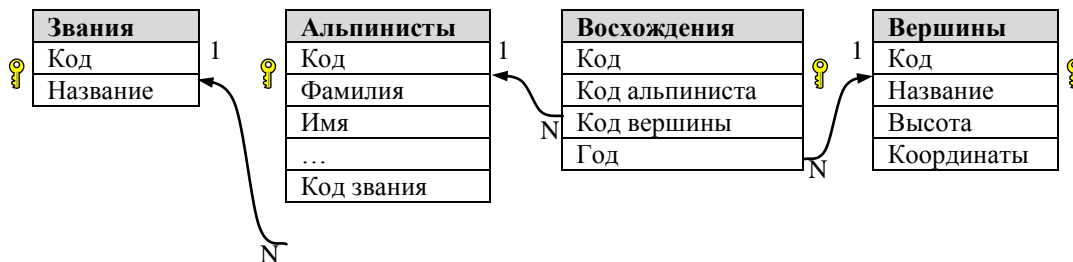 Звания
Код
Название
1
N
Альпинисты
Код
Фамилия
Имя
...
Код звания
1
N
Восхождения
Код
Код альпиниста
Код вершины
Год
1
N
Вершины
Код
Название
Высота
Координаты